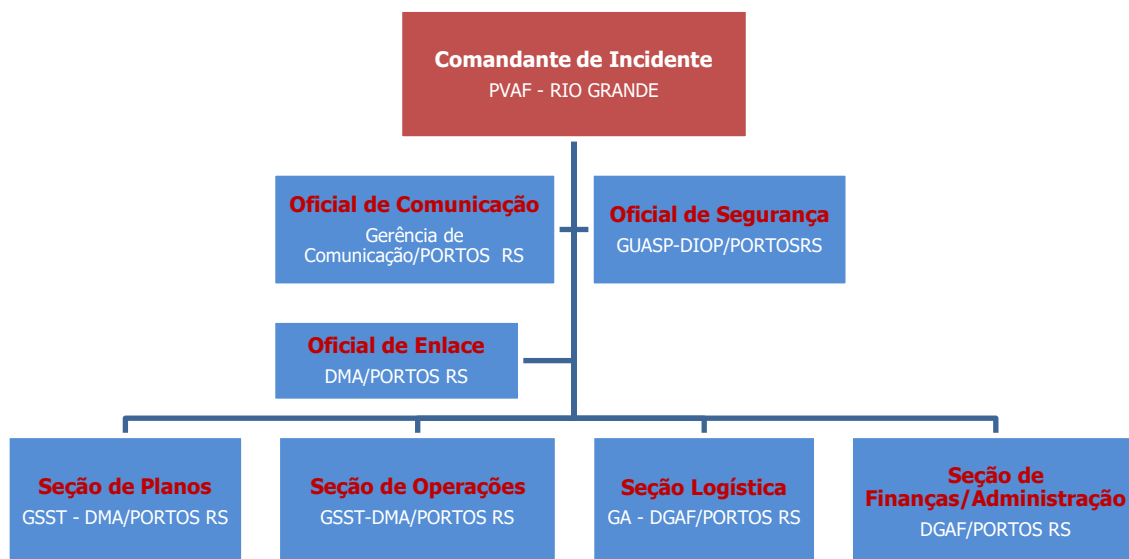 Comandante de Incidente
PVAF - RIO GRANDE
Oficial de Comunicação
Gerência de
Comunicação/PORTOS RS
Oficial de Segurança
GUASP-DIOP/PORTOSRS
Oficial de Enlace
DMA/PORTOS RS
Seção de Planos
GSST - DMA/PORTOS RS
Seção de Operações
GSST-DMA/PORTOS RS
Seção Logística
GA - DGAF/PORTOS RS
Seção de
Finanças/Administração
DGAF/PORTOS RS